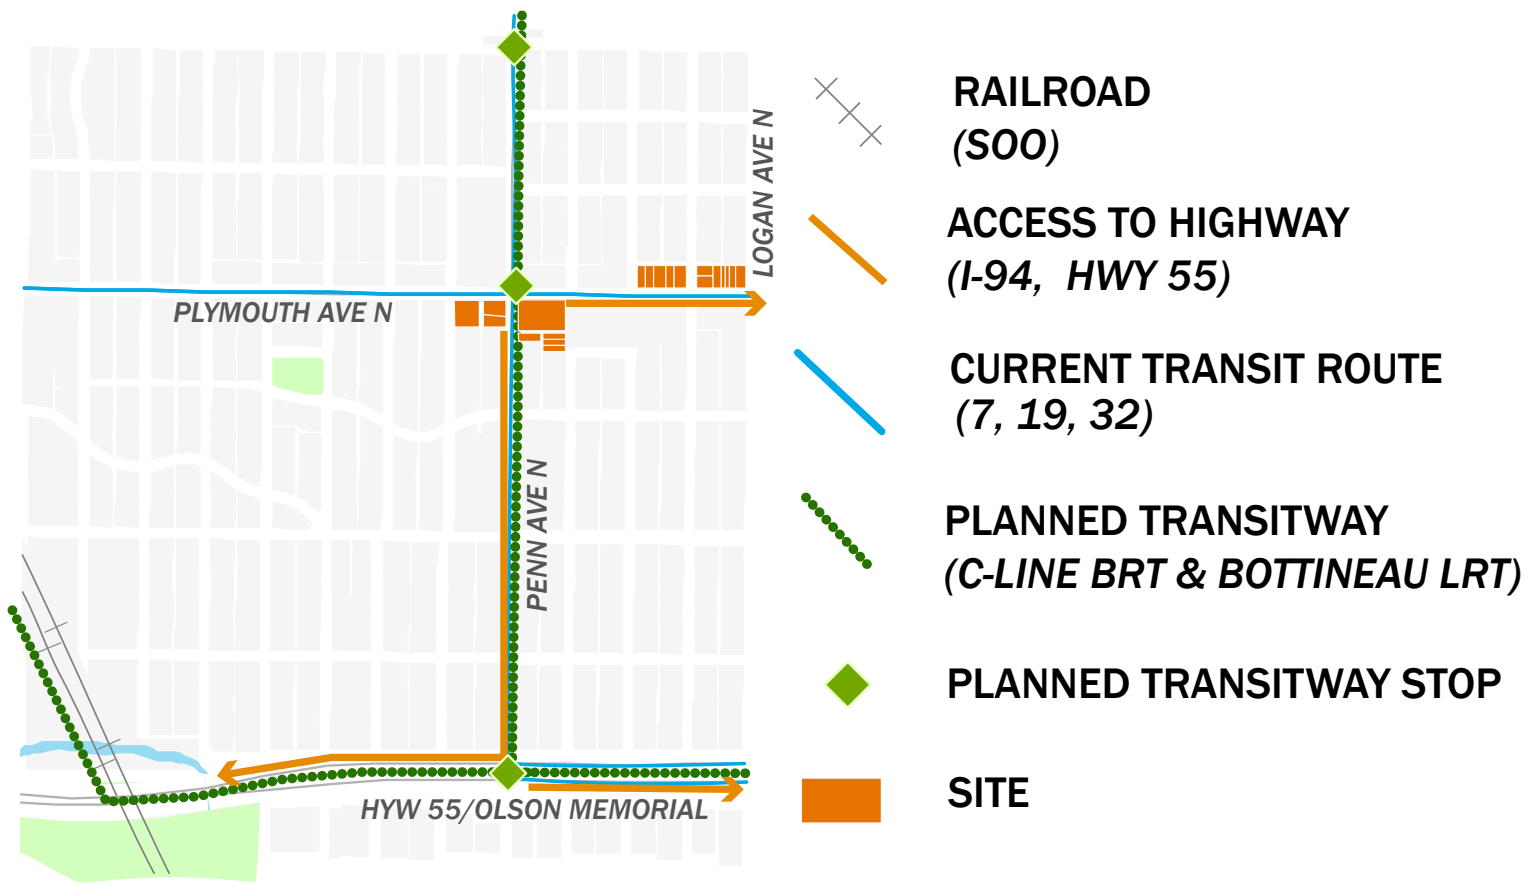 LOGAN AVE N
PLYMOUTH AVE N
PENN AVE N
HYW 55/OLSON MEMORIAL
RAILROAD
(SOO)
ACCESS TO HIGHWAY
(I-94, HWY 55)
CURRENT TRANSIT ROUTE
(7, 19, 32)
PLANNED TRANSITWAY
(C-LINE BRT & BOTTINEAU LRT)
PLANNED TRANSITWAY STOP
SITE